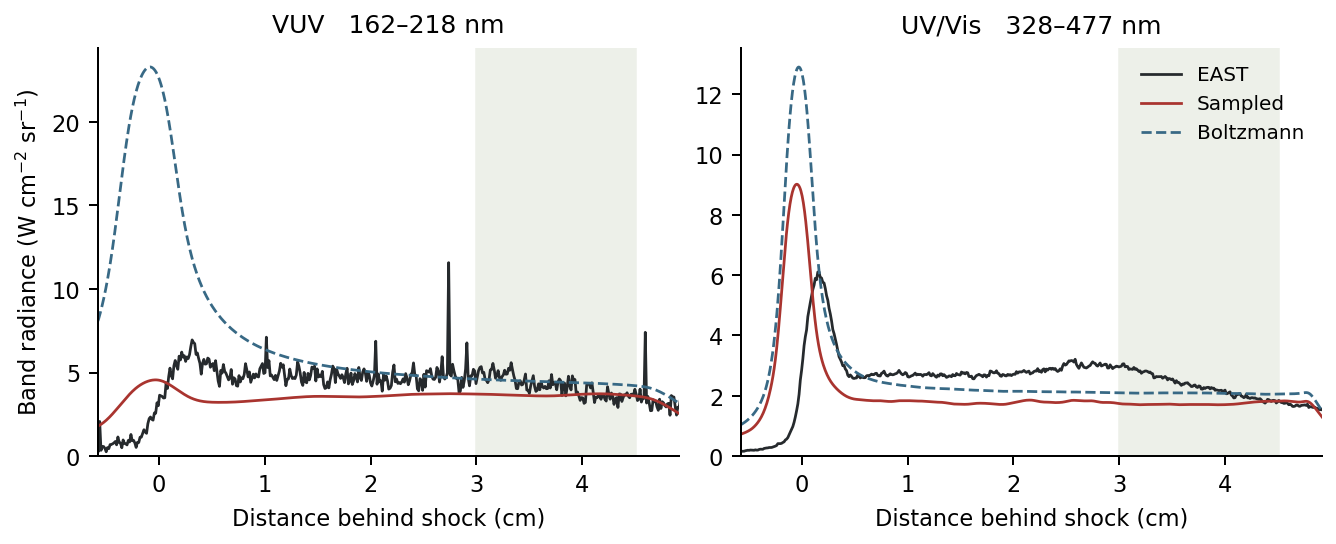 VUV 162–218 nm
UV/Vis 328–477 nm
Band radiance (W cm⁻² sr⁻¹)
20
15
10
5
0
0 1 2 3 4
Distance behind shock (cm)
12
10
8
6
4
2
0
0 1 2 3 4
Distance behind shock (cm)
EAST
Sampled
Boltzmann